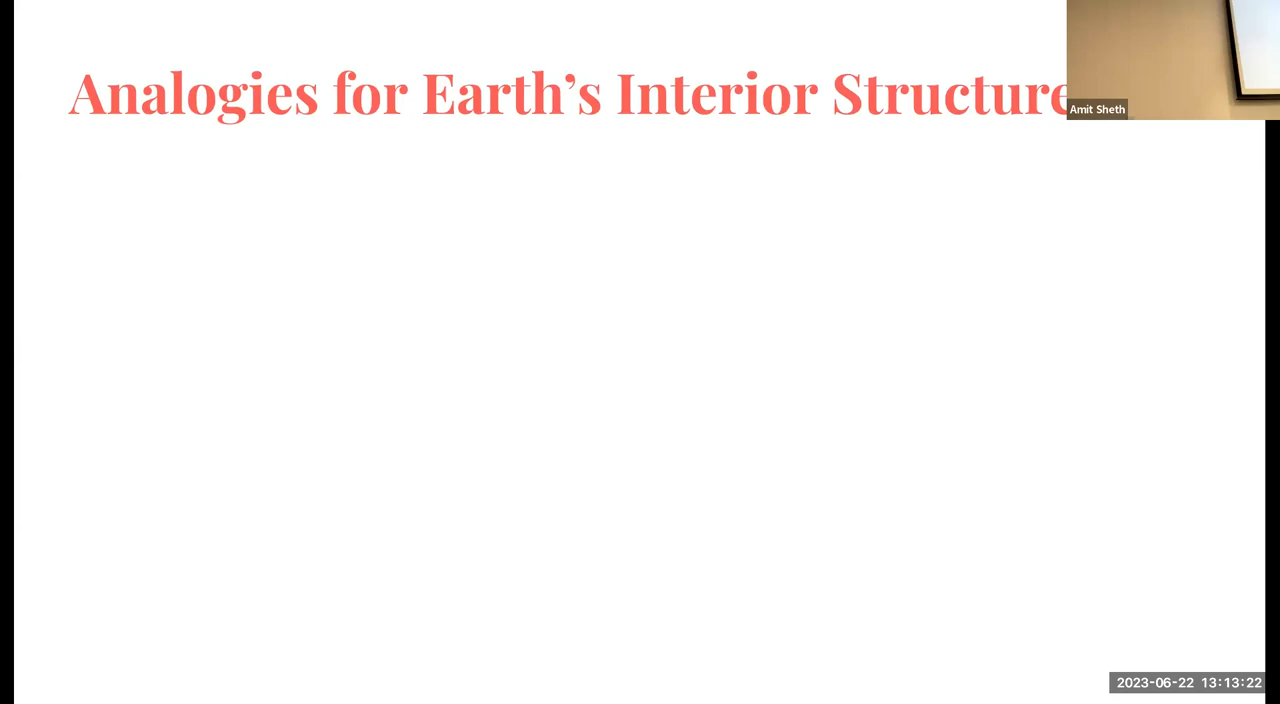 Analogies for Earth’s Interior Structure
Amit Sheth
2023-06-22 13:13:22